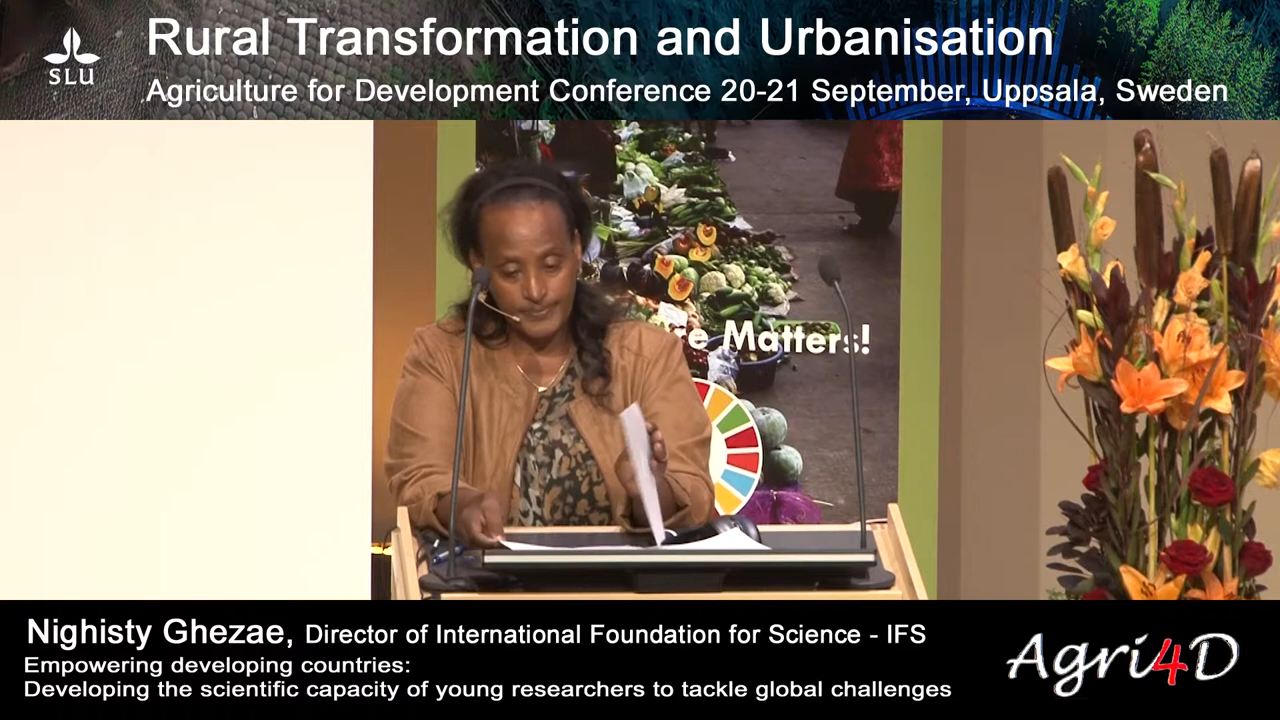 SLU
Rural Transformation and Urbanisation
Agriculture for Development Conference 20-21 September, Uppsala, Sweden
re Matters!
Nighisty Ghezae, Director of International Foundation for Science - IFS
Empowering developing countries:
Developing the scientific capacity of young researchers to tackle global challenges
Agri4D